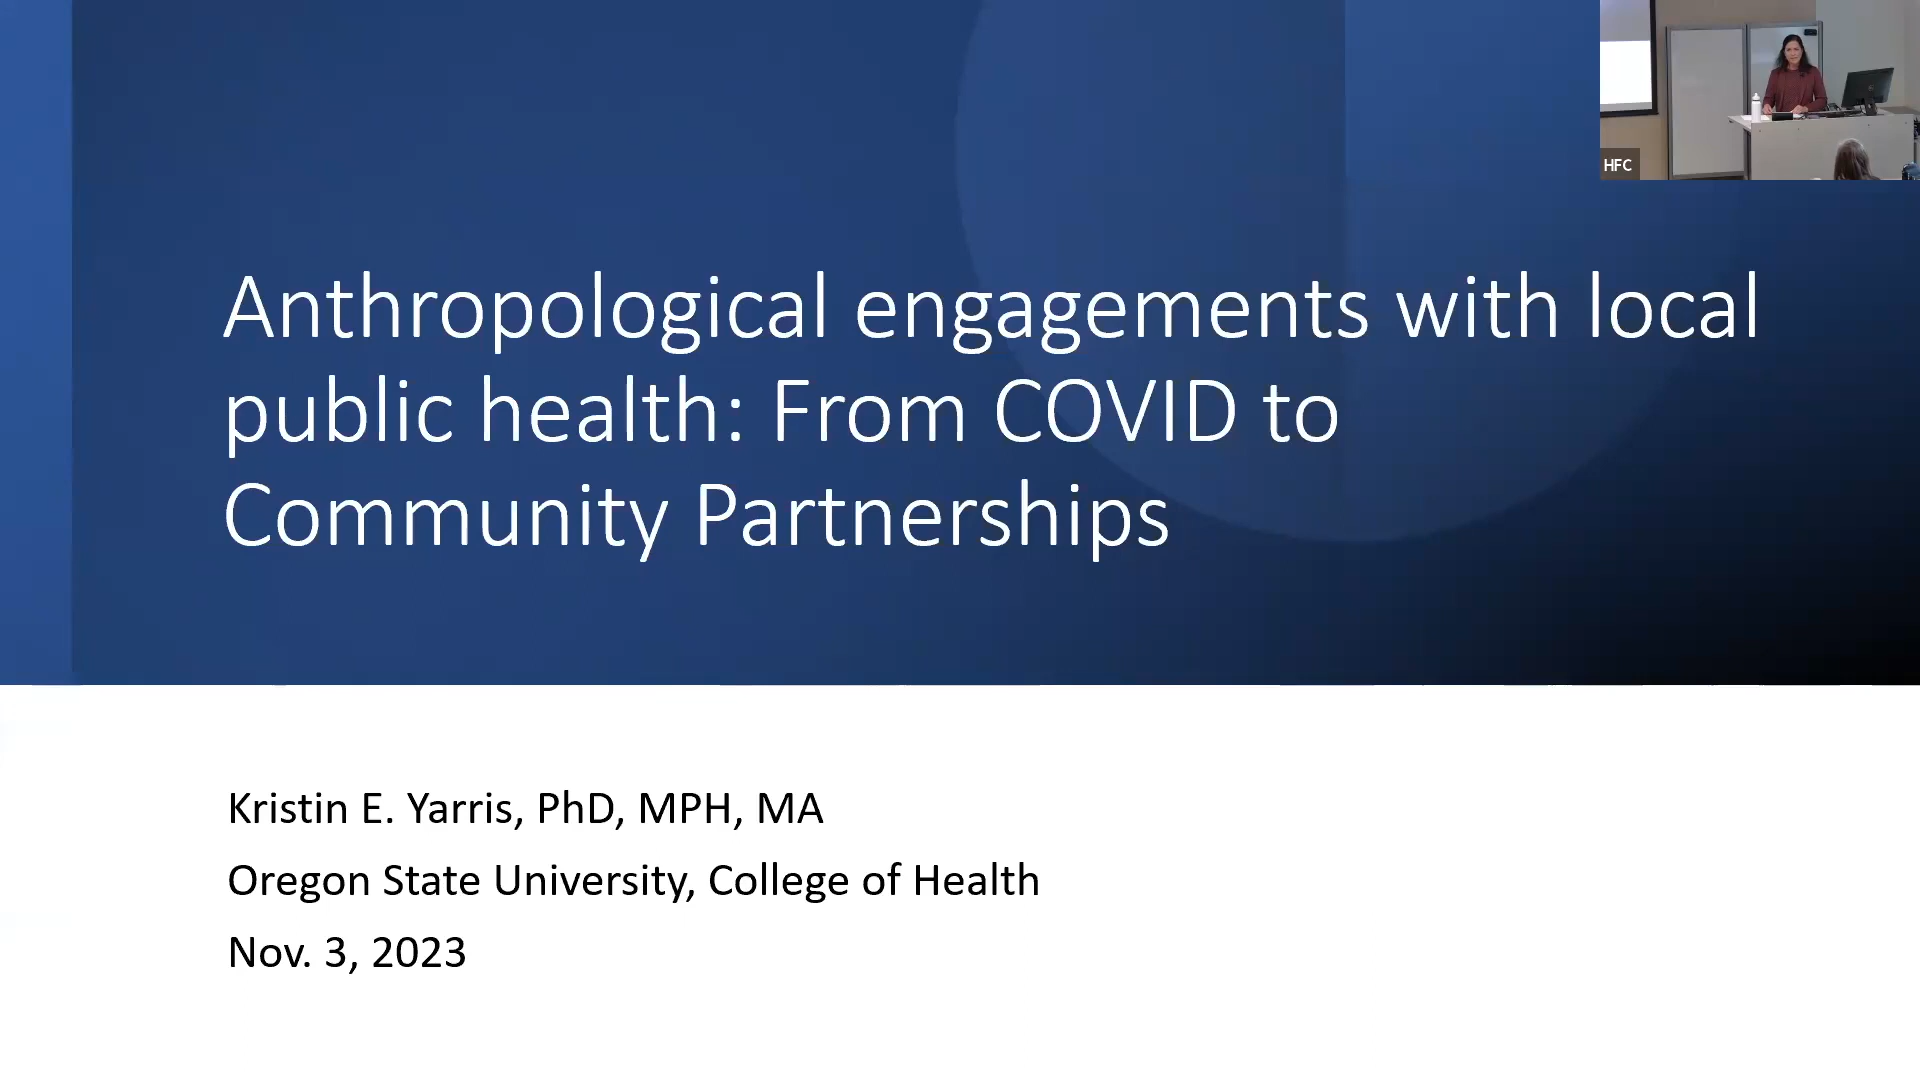 HFC
Anthropological engagements with local
public health: From COVID to
Community Partnerships
Kristin E. Yarris, PhD, MPH, MA
Oregon State University, College of Health
Nov. 3, 2023